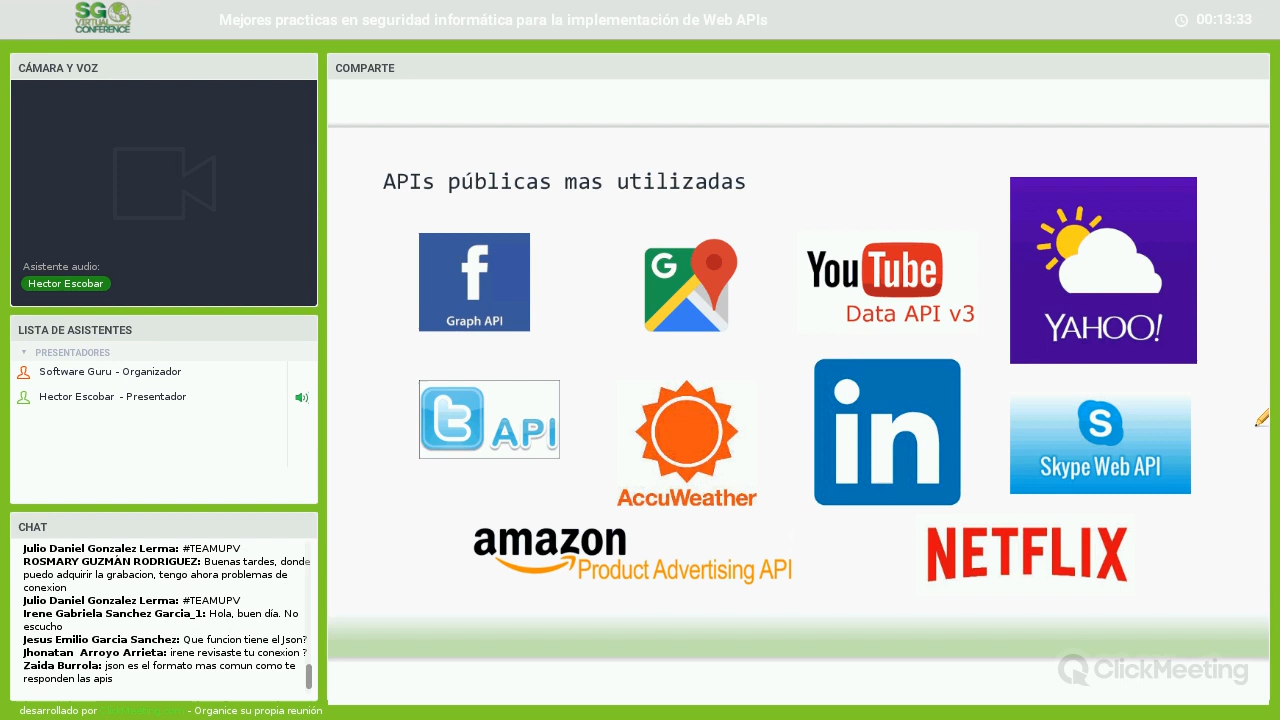 SG
VIRTUAL
CONFERENCE
Mejores practicas en seguridad informática para la implementación de Web APIs
00:13:33
CÁMARA Y VOZ
Asistente audio:
Hector Escobar
LISTA DE ASISTENTES
PRESENTADORES
Software Guru - Organizador
Hector Escobar - Presentador
CHAT
Julio Daniel Gonzalez Lerma: #TEAMUPV
ROSMARY GUZMÁN RODRIGUEZ: Buenas tardes, donde
puedo adquirir la grabacion, tengo ahora problemas de
conexion
Julio Daniel Gonzalez Lerma: #TEAMUPV
Irene Gabriela Sanchez Garcia_1: Hola, buen día. No
escucho
Jesus Emilio Garcia Sanchez: Que funcion tiene el Json?
Jhonatan Arroyo Arrieta: irene revisaste tu conexion ?
Zaida Burrola: json es el formato mas comun como te
responden las apis
desarrollado por - Organice su propia reunión
COMPARTE
APIs públicas mas utilizadas
f
Graph API
G
YouTube
Data API v3
YAHOO!
t API
AccuWeather
in
S
Skype Web API
amazon
Product Advertising API
NETFLIX
ClickMeeting